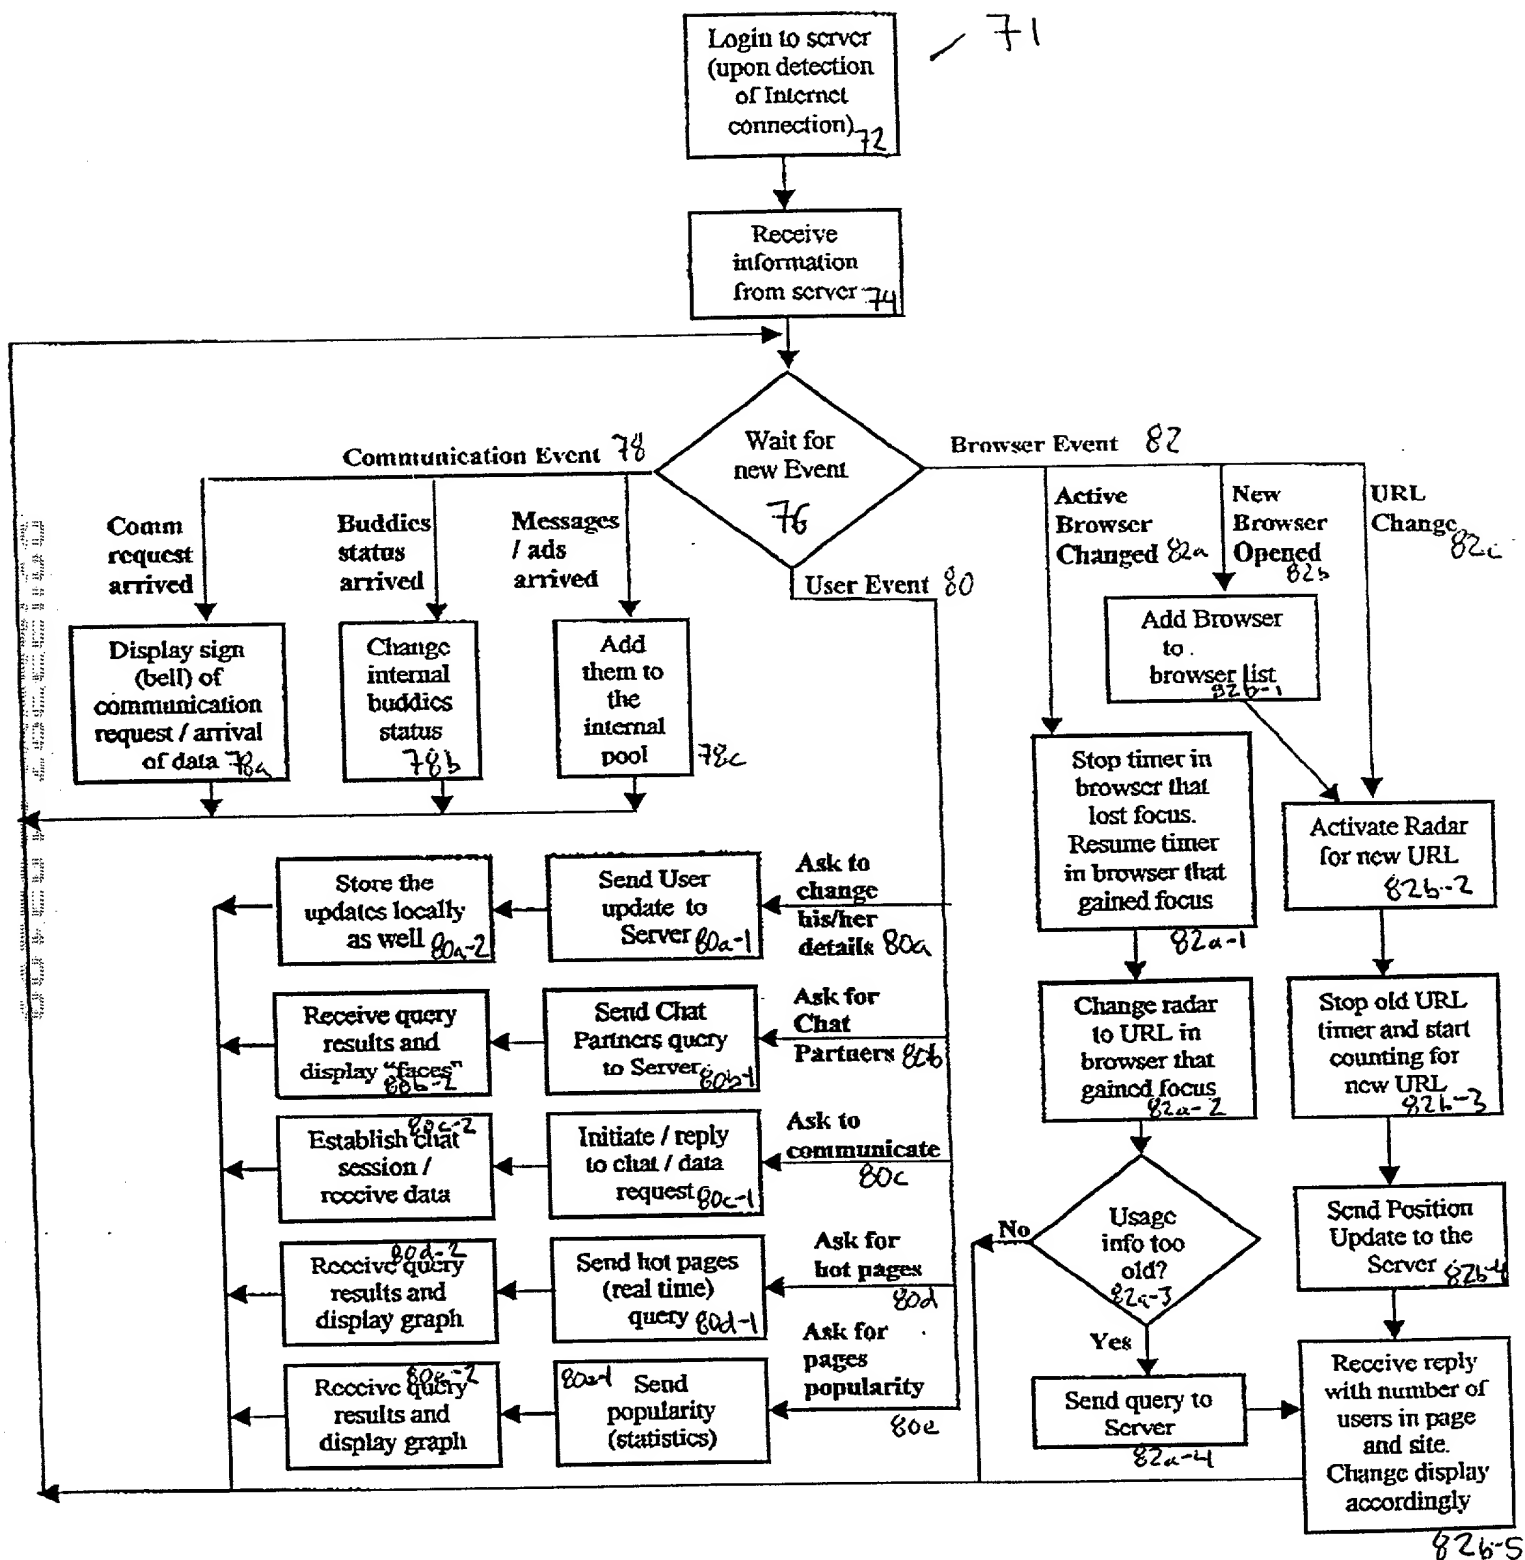 Login to server
(upon detection
of Internet
connection)
72
71
Receive
information
from server
74
Wait for
new Event
76
Communication Event 78
Browser Event 82
User Event 80
Comm
request
arrived
Buddies
status
arrived
Messages
/ ads
arrived
Active
Browser
Changed 82a
New
Browser
Opened
82b
URL
Change
82c
Display sign
(bell) of
communication
request / arrival
of data 78a
Change
internal
buddies
status
78b
Add
them to
the
internal
pool
78c
Add Browser
to
browser list
82b-1
Stop timer in
browser that
lost focus.
Resume timer
in browser that
gained focus
82a-1
Activate Radar
for new URL
82b-2
Ask to
change
his/her
details 80a
Send User
update to
Server 80a-1
Store the
updates locally
as well 80a-2
Ask for
Chat
Partners 80b
Send Chat
Partners query
to Server 80b-1
Receive query
results and
display "faces"
80b-2
Ask to
communicate
80c
Initiate / reply
to chat / data
request 80c-1
80c-2
Establish chat
session /
receive data
Ask for
hot pages
80d
Send hot pages
(real time)
query 80d-1
80d-2
Receive query
results and
display graph
Ask for
pages
popularity
80e
80e-1 Send
popularity
(statistics)
80e-2
Receive query
results and
display graph
Change radar
to URL in
browser that
gained focus
82a-2
Usage
info too
old?
82a-3
No
Yes
Send query to
Server
82a-4
Stop old URL
timer and start
counting for
new URL
82b-3
Send Position
Update to the
Server 82b-4
Receive reply
with number of
users in page
and site.
Change display
accordingly
82b-5